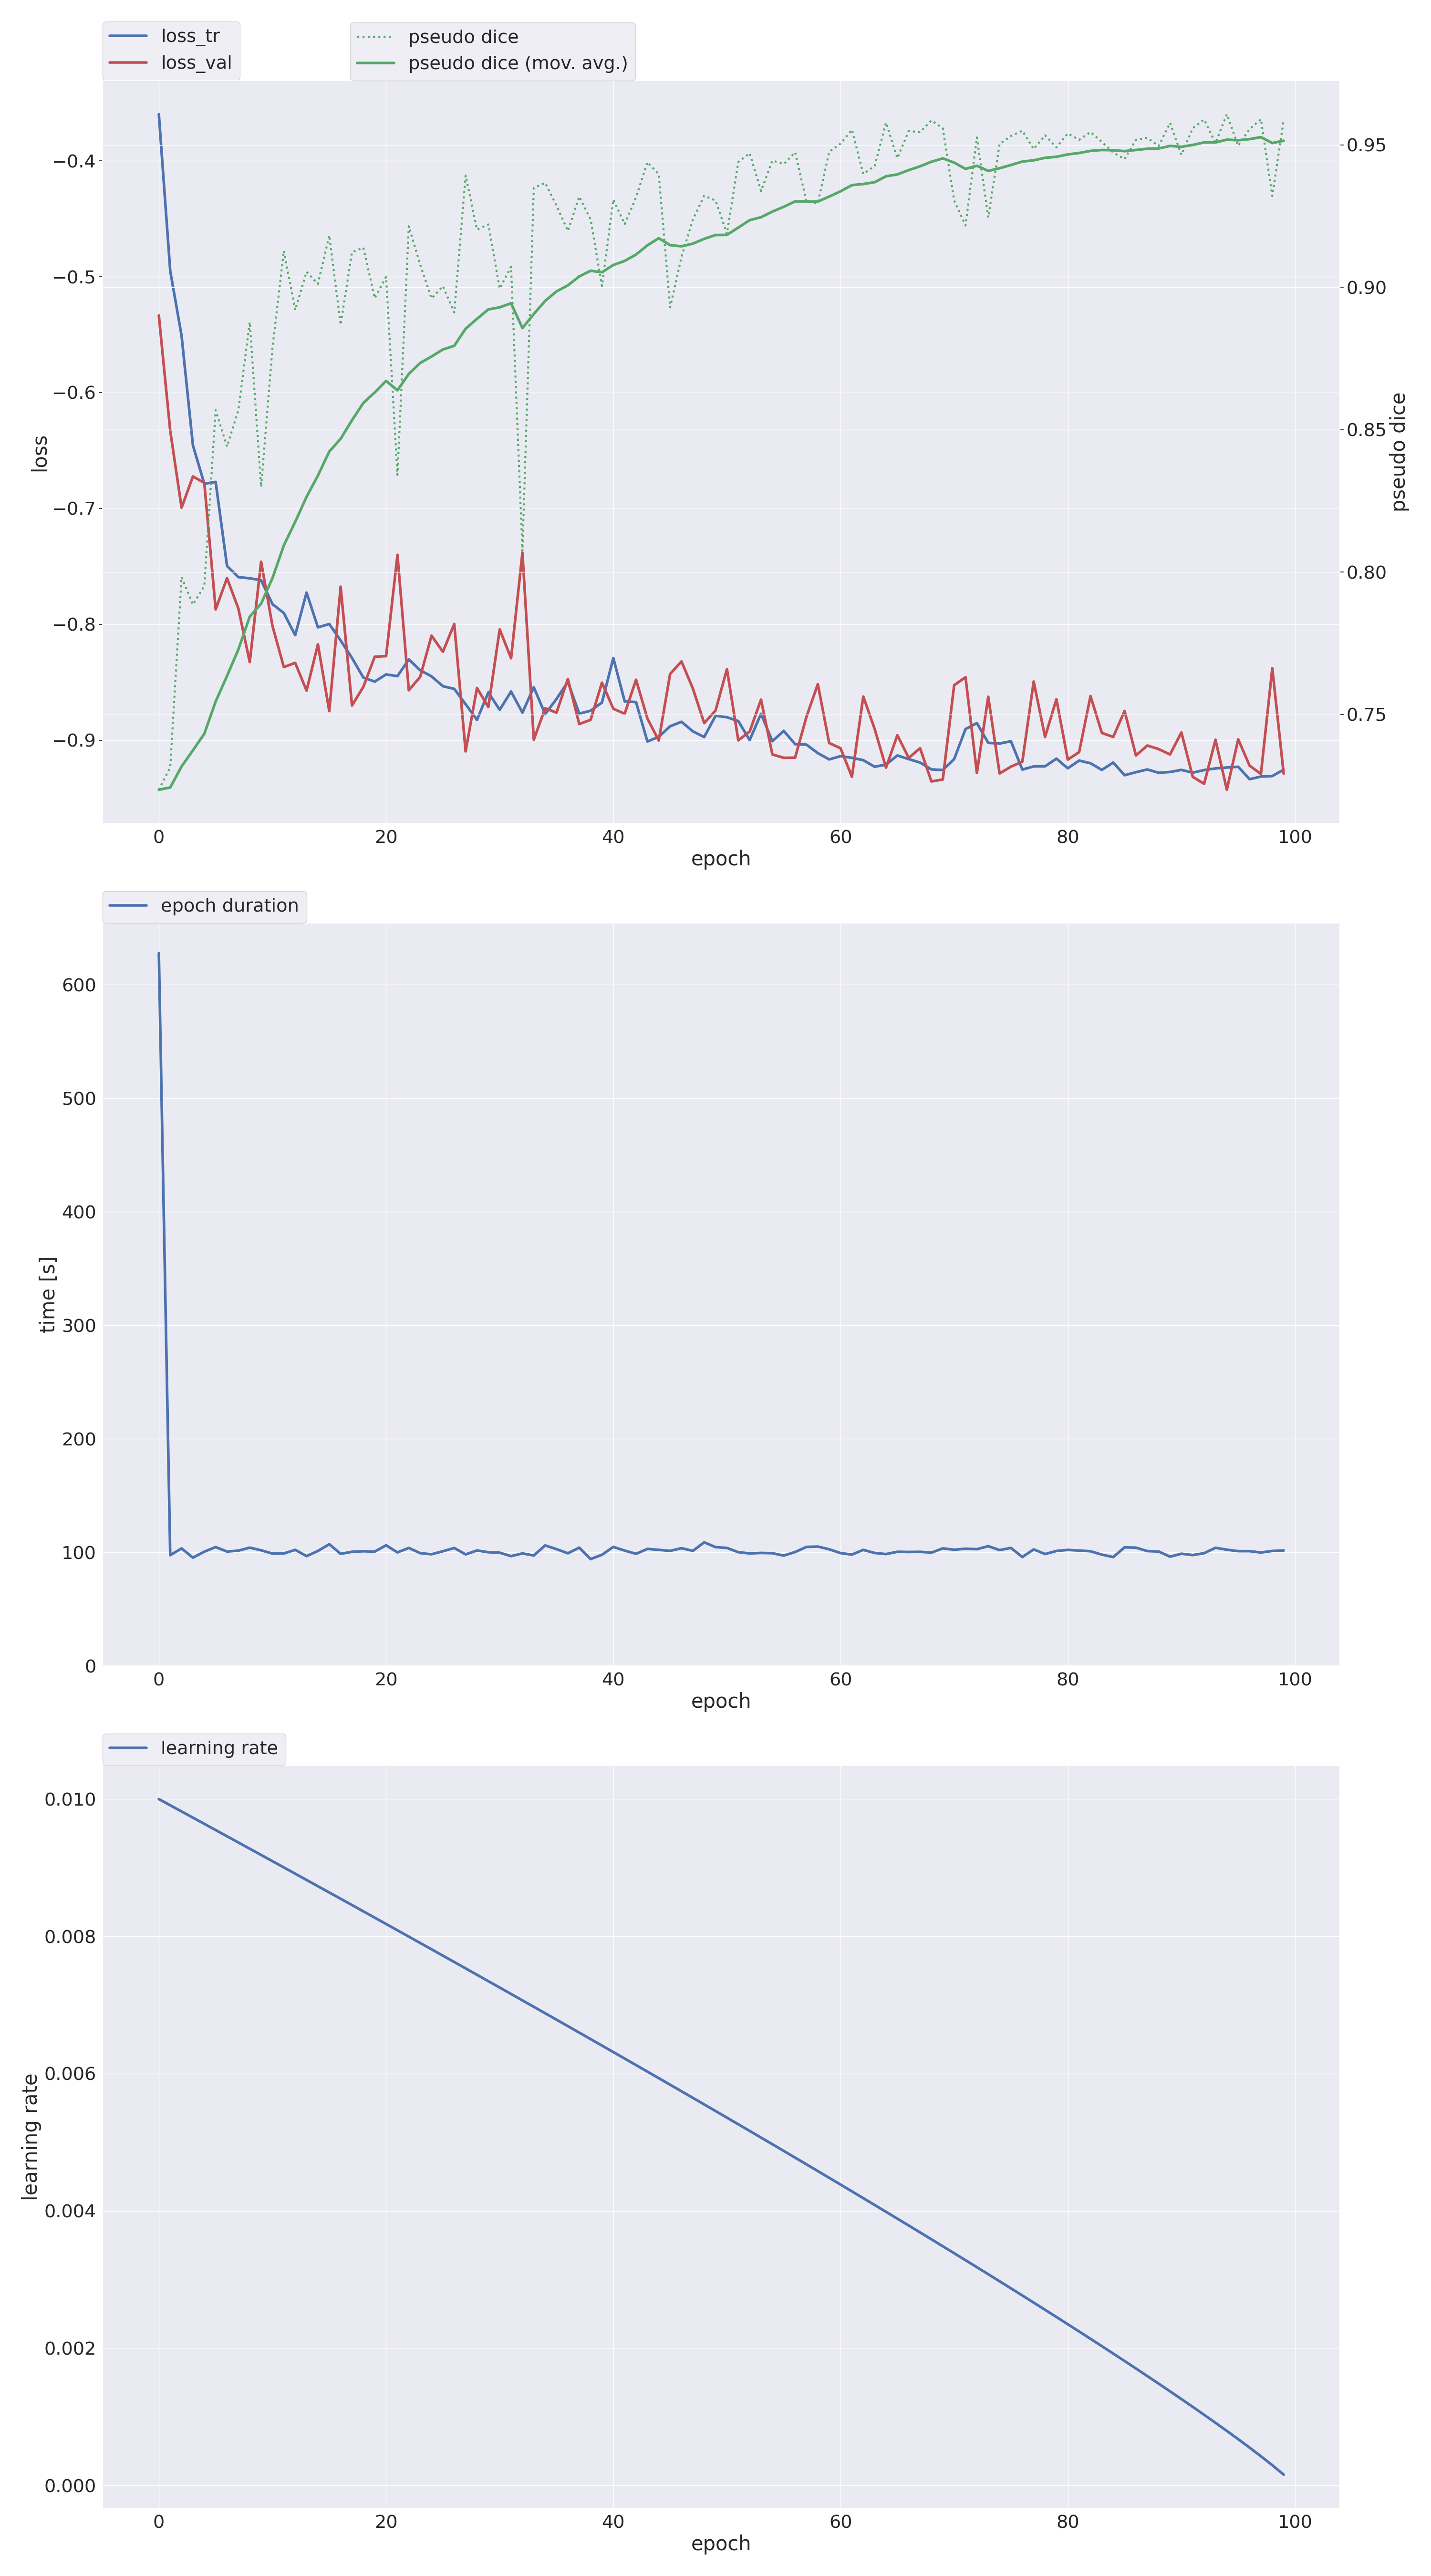 loss_tr
loss_val
pseudo dice
pseudo dice (mov. avg.)
−0.4
−0.5
−0.6
−0.7
−0.8
−0.9
loss
0.95
0.90
0.85
0.80
0.75
pseudo dice
0 20 40 60 80 100
epoch
epoch duration
600
500
400
300
200
100
0
time [s]
0 20 40 60 80 100
epoch
learning rate
0.010
0.008
0.006
0.004
0.002
0.000
learning rate
0 20 40 60 80 100
epoch